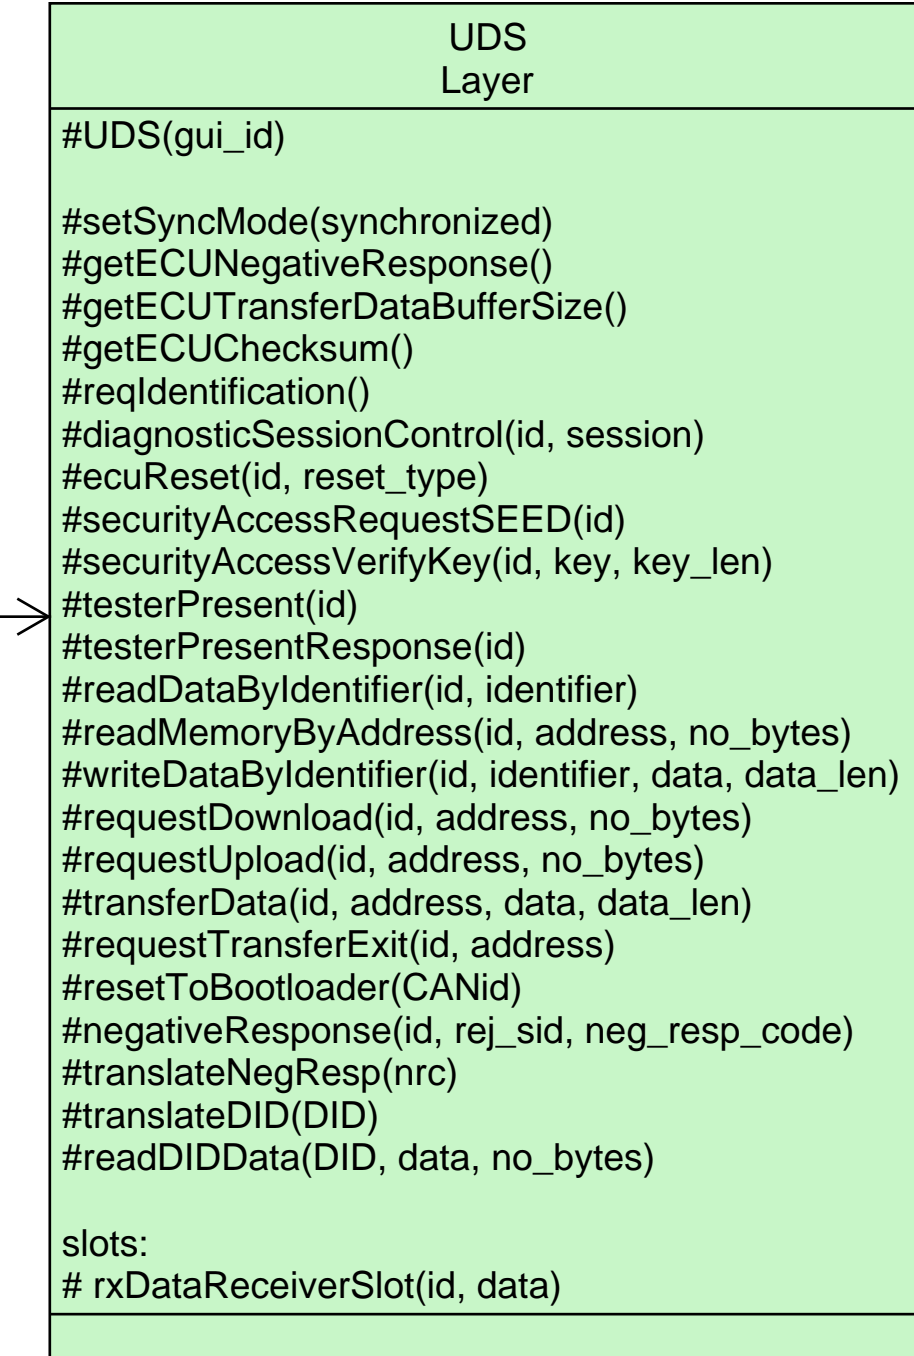 UDS
Layer
#UDS(gui_id)
#setSyncMode(synchronized)
#getECUNegativeResponse()
#getECUTransferDataBufferSize()
#getECUChecksum()
#reqIdentification()
#diagnosticSessionControl(id, session)
#ecuReset(id, reset_type)
#securityAccessRequestSEED(id)
#securityAccessVerifyKey(id, key, key_len)
#testerPresent(id)
#testerPresentResponse(id)
#readDataByIdentifier(id, identifier)
#readMemoryByAddress(id, address, no_bytes)
#writeDataByIdentifier(id, identifier, data, data_len)
#requestDownload(id, address, no_bytes)
#requestUpload(id, address, no_bytes)
#transferData(id, address, data, data_len)
#requestTransferExit(id, address)
#resetToBootloader(CANid)
#negativeResponse(id, rej_sid, neg_resp_code)
#translateNegResp(nrc)
#translateDID(DID)
#readDIDData(DID, data, no_bytes)
slots:
# rxDataReceiverSlot(id, data)